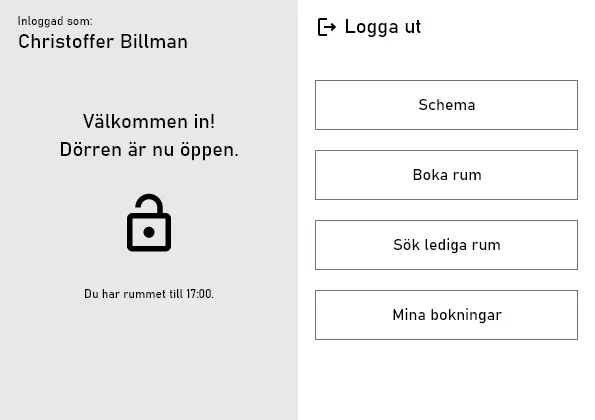 Inloggad som:
Christoffer Billman
Välkommen in!
Dörren är nu öppen.
Du har rummet till 17:00.
Logga ut
Schema
Boka rum
Sök lediga rum
Mina bokningar